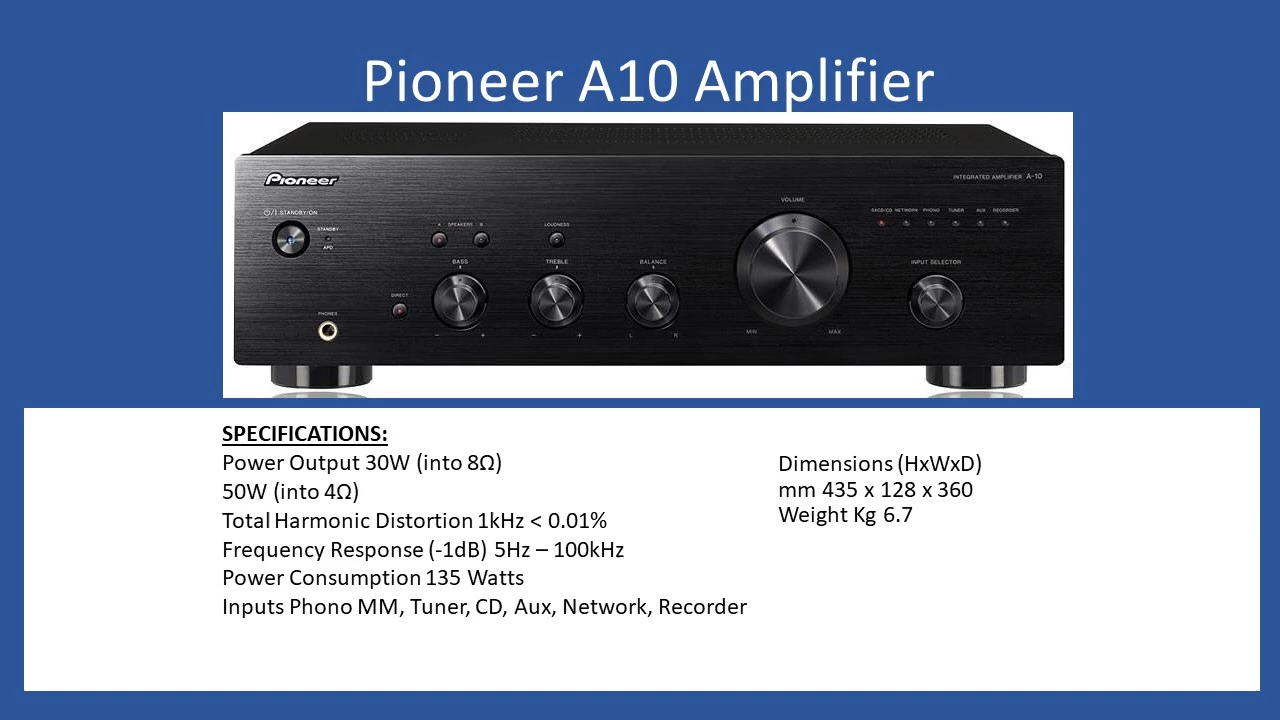 Pioneer A10 Amplifier
Pioneer
INTEGRATED AMPLIFIER A-10
⏻/I STANDBY/ON
STANDBY
APD
A SPEAKERS B
LOUDNESS
VOLUME
SACD/CD NETWORK PHONO TUNER AUX RECORDER
BASS
TREBLE
BALANCE
INPUT SELECTOR
DIRECT
PHONES
- +
- +
L R
MIN MAX
SPECIFICATIONS:
Power Output 30W (into 8Ω)
50W (into 4Ω)
Total Harmonic Distortion 1kHz < 0.01%
Frequency Response (-1dB) 5Hz – 100kHz
Power Consumption 135 Watts
Inputs Phono MM, Tuner, CD, Aux, Network, Recorder
Dimensions (HxWxD)
mm 435 x 128 x 360
Weight Kg 6.7